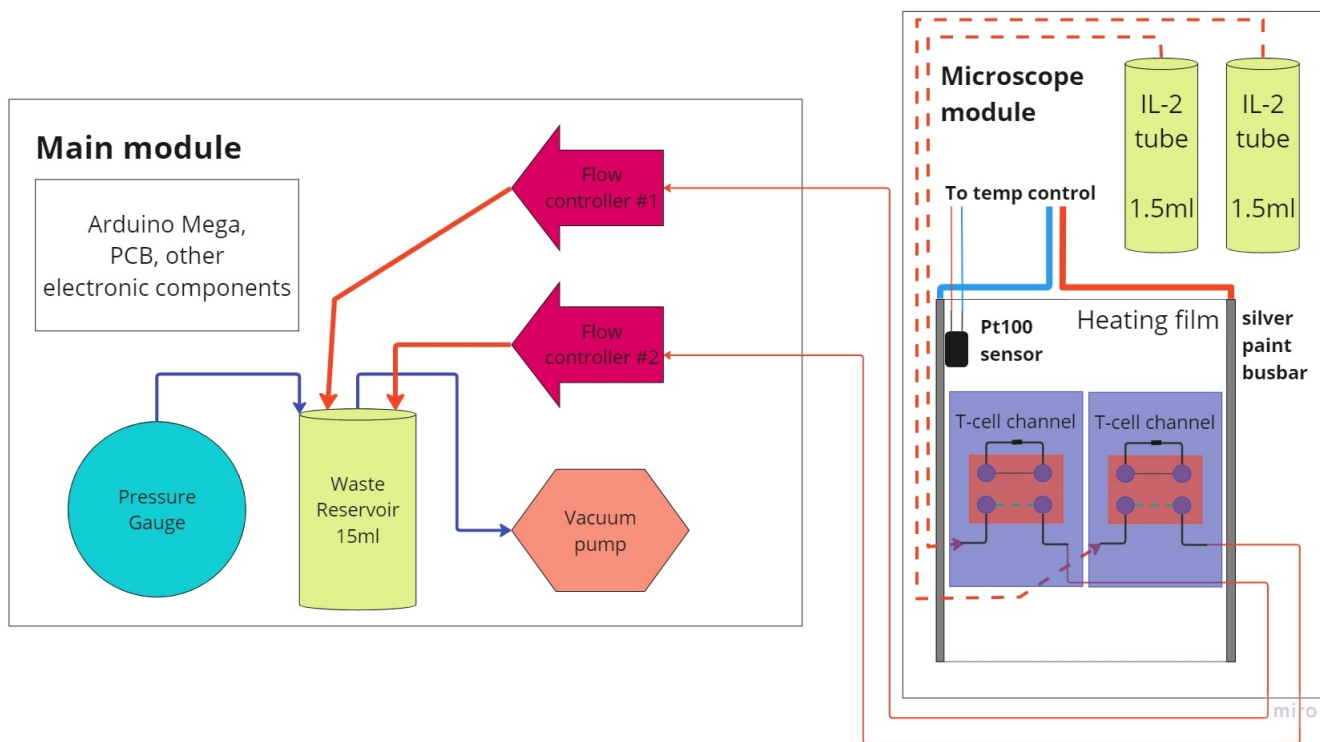 Main module
Arduino Mega,
PCB, other
electronic components
Flow
controller #1
Flow
controller #2
Pressure
Gauge
Waste
Reservoir
15ml
Vacuum
pump
Microscope
module
IL-2
tube
1.5ml
IL-2
tube
1.5ml
To temp control
Pt100
sensor
Heating film
silver
paint
busbar
T-cell channel
T-cell channel
miro